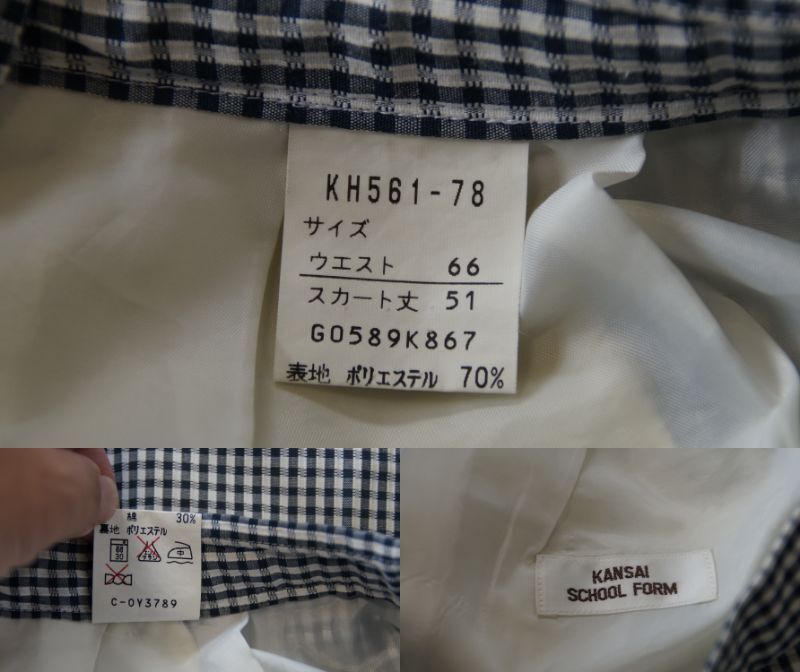 KH561-78
サイズ
ウエスト 66
スカート丈 51
G0589K867
表地 ポリエステル 70%
綿 30%
裏地 ポリエステル
中
C-0Y3789
KANSAI
SCHOOL FORM